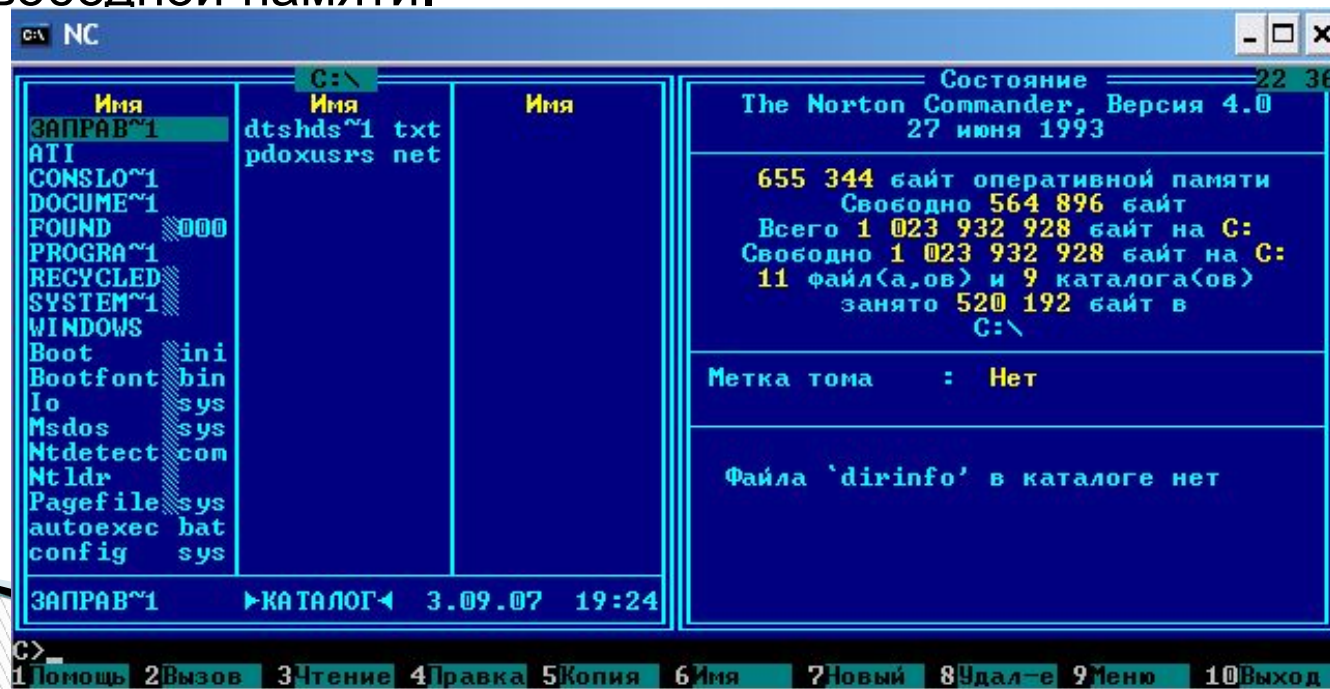 свободной памяти.
NC
C:\
Имя Имя Имя
ЗАПРАВ~1 dtshds~1 txt
ATI pdoxusrs net
CONSLO~1
DOCUME~1
FOUND 000
PROGRA~1
RECYCLED
SYSTEM~1
WINDOWS
Boot ini
Bootfont bin
Io sys
Msdos sys
Ntdetect com
Ntldr
Pagefile sys
autoexec bat
config sys
ЗАПРАВ~1 ►КАТАЛОГ◄ 3.09.07 19:24
Состояние 22 36
The Norton Commander, Версия 4.0
27 июня 1993
655 344 байт оперативной памяти
Свободно 564 896 байт
Всего 1 023 932 928 байт на C:
Свободно 1 023 932 928 байт на C:
11 файл(а,ов) и 9 каталога(ов)
занято 520 192 байт в
C:\
Метка тома : Нет
Файла `dirinfo' в каталоге нет
C>_
1Помощь 2Вызов 3Чтение 4Правка 5Копия 6Имя 7Новый 8Удал-е 9Меню 10Выход